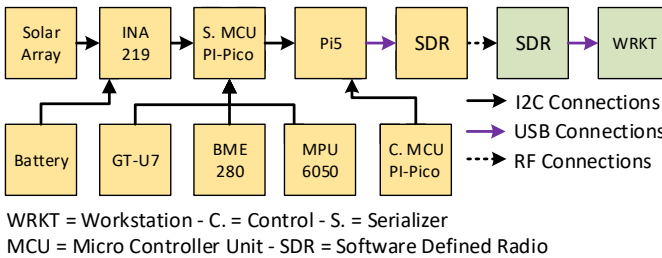 Solar
Array
INA
219
S. MCU
PI-Pico
Pi5
SDR
SDR
WRKT
I2C Connections
USB Connections
RF Connections
Battery
GT-U7
BME
280
MPU
6050
C. MCU
PI-Pico
WRKT = Workstation - C. = Control - S. = Serializer
MCU = Micro Controller Unit - SDR = Software Defined Radio